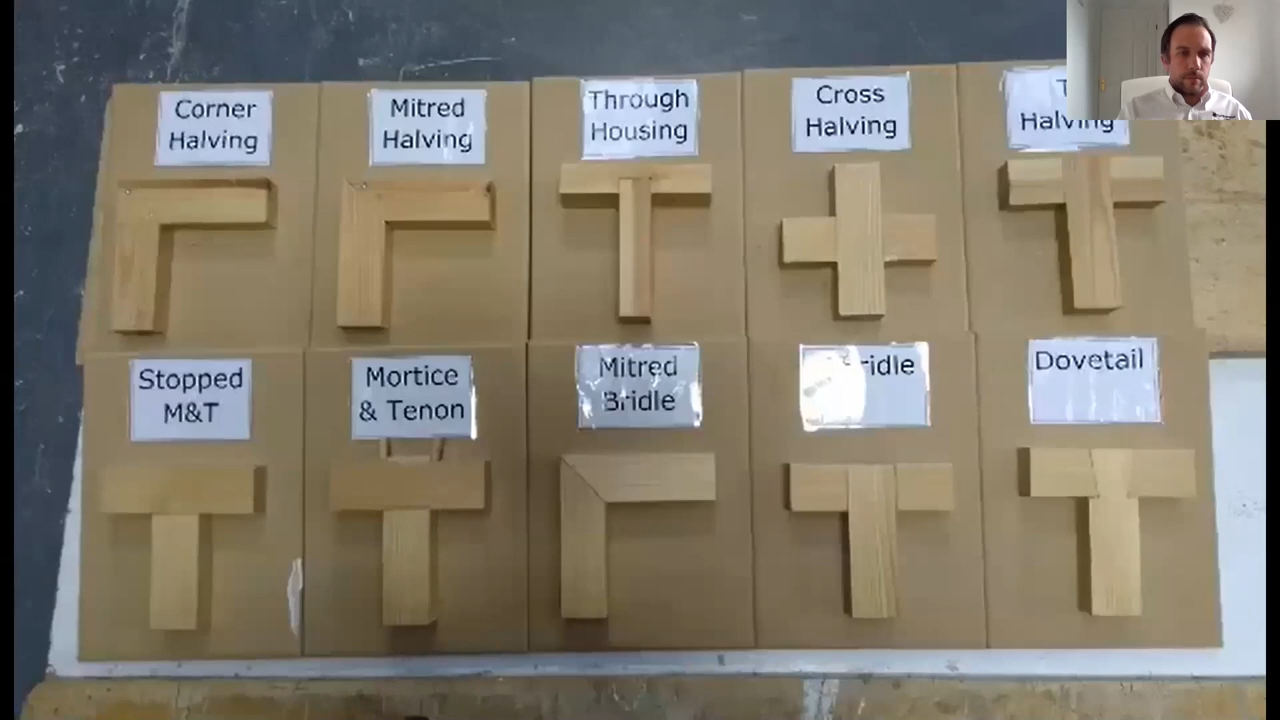 Corner
Halving
Mitred
Halving
Through
Housing
Cross
Halving
T
Halving
Stopped
M&T
Mortice
& Tenon
Mitred
Bridle
Dovetail